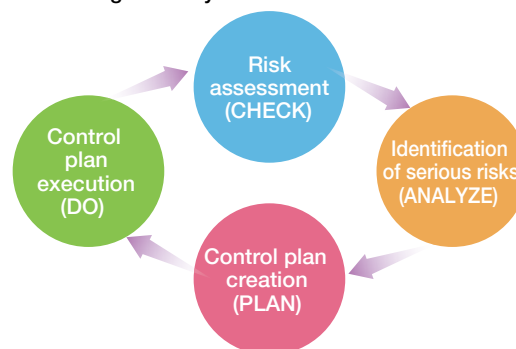 Risk
assessment
(CHECK)
Identification
of serious risks
(ANALYZE)
Control plan
creation
(PLAN)
Control
plan
execution
(DO)